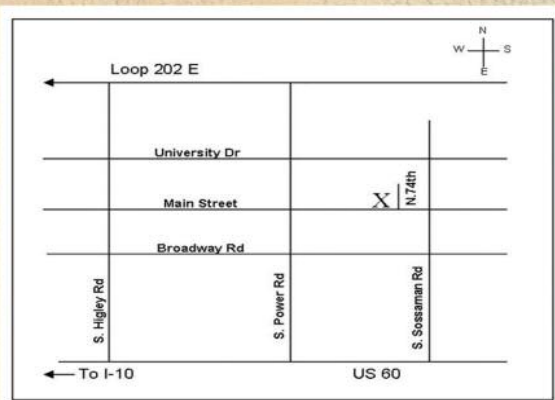 N
W S
E
Loop 202 E
University Dr
N.74th
X
Main Street
Broadway Rd
S. Higley Rd
S. Power Rd
S. Sossaman Rd
To I-10
US 60